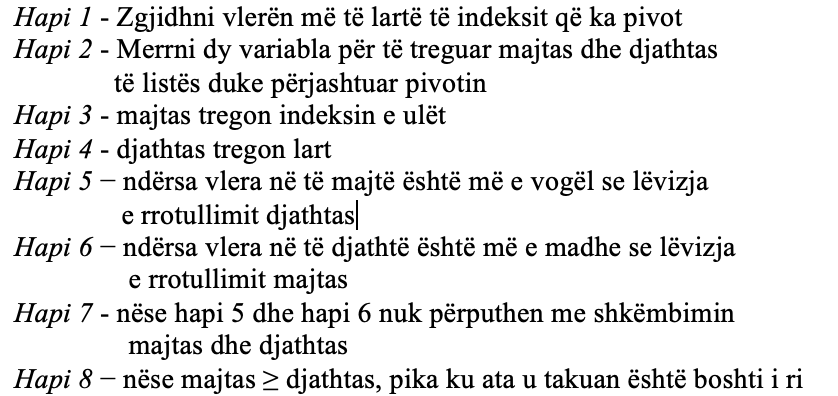 Hapi 1 - Zgjidhni vlerën më të lartë të indeksit që ka pivot
Hapi 2 - Merrni dy variabla për të treguar majtas dhe djathtas
të listës duke përjashtuar pivotin
Hapi 3 - majtas tregon indeksin e ulët
Hapi 4 - djathtas tregon lart
Hapi 5 − ndërsa vlera në të majtë është më e vogël se lëvizja
e rrotullimit djathtas
Hapi 6 − ndërsa vlera në të djathtë është më e madhe se lëvizja
e rrotullimit majtas
Hapi 7 - nëse hapi 5 dhe hapi 6 nuk përputhen me shkëmbimin
majtas dhe djathtas
Hapi 8 − nëse majtas ≥ djathtas, pika ku ata u takuan është boshti i ri